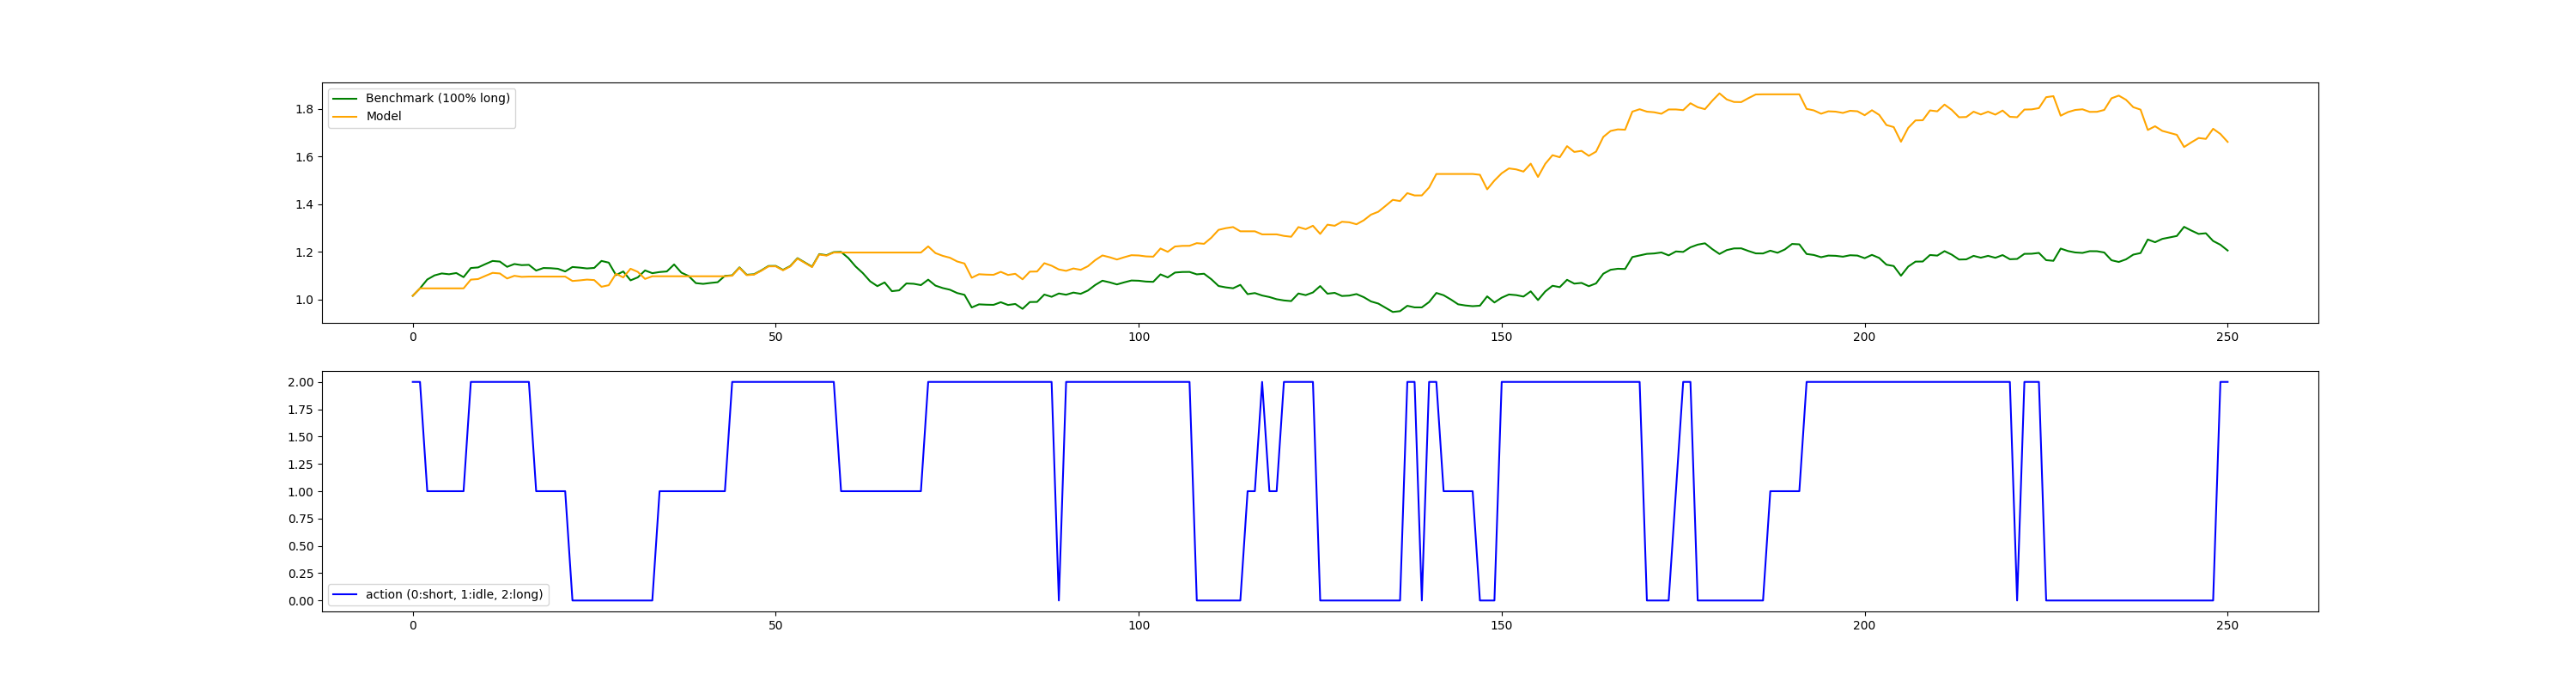 Benchmark (100% long)
Model
1.8
1.6
1.4
1.2
1.0
0 50 100 150 200 250
2.00
1.75
1.50
1.25
1.00
0.75
0.50
0.25
0.00
action (0:short, 1:idle, 2:long)
0 50 100 150 200 250